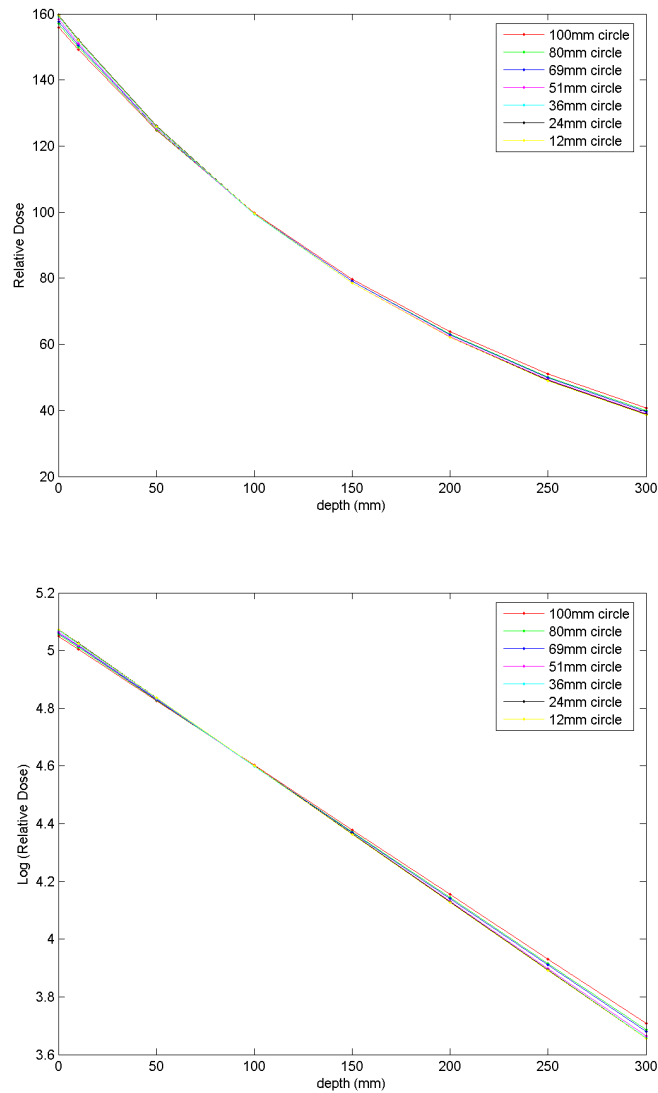 160
140
120
100
80
60
40
20
Relative Dose
0
50
100
150
200
250
300
depth (mm)
100mm circle
80mm circle
69mm circle
51mm circle
36mm circle
24mm circle
12mm circle
5.2
5
4.8
4.6
4.4
4.2
4
3.8
3.6
Log (Relative Dose)
0
50
100
150
200
250
300
depth (mm)
100mm circle
80mm circle
69mm circle
51mm circle
36mm circle
24mm circle
12mm circle